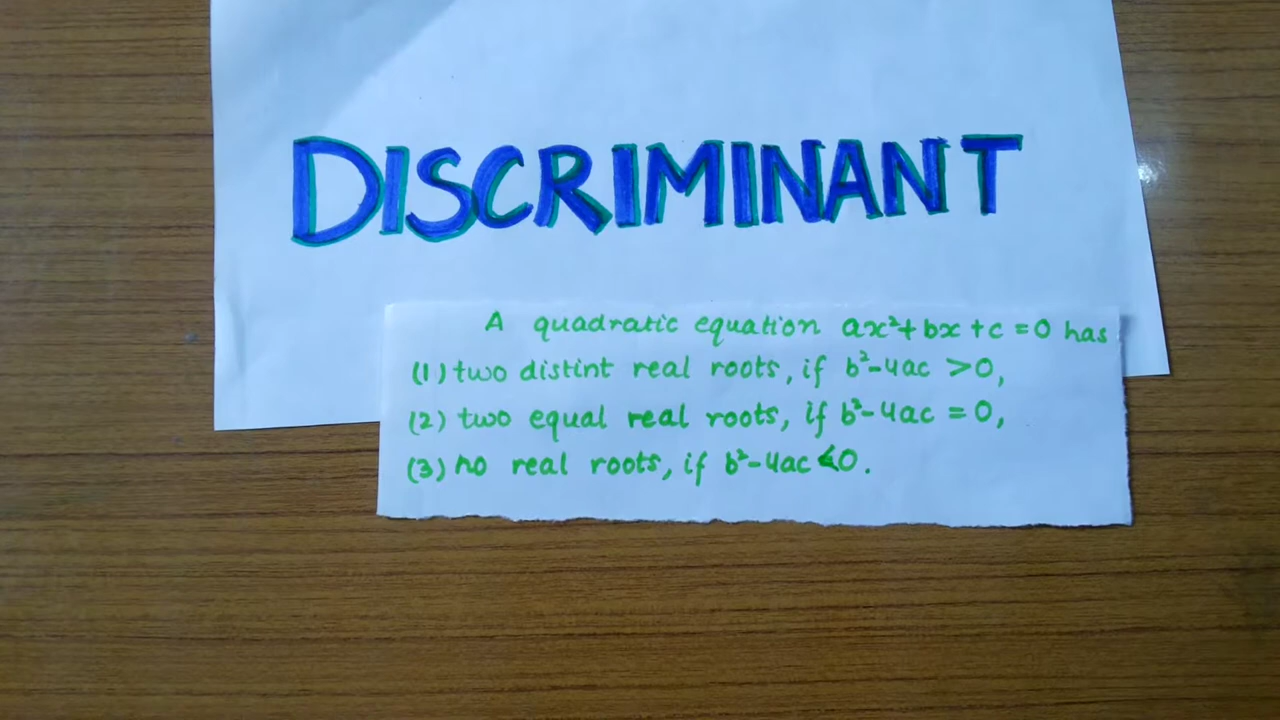 DISCRIMINANT
A quadratic equation ax²+bx+c=0 has
(1) two distint real roots, if b²-4ac >0,
(2) two equal real roots, if b²-4ac = 0,
(3) no real roots, if b²-4ac <0.